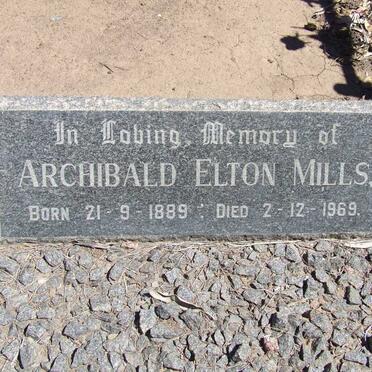 In Loving Memory of
ARCHIBALD ELTON MILLS,
BORN 21-9-1889 : DIED 2-12-1969.